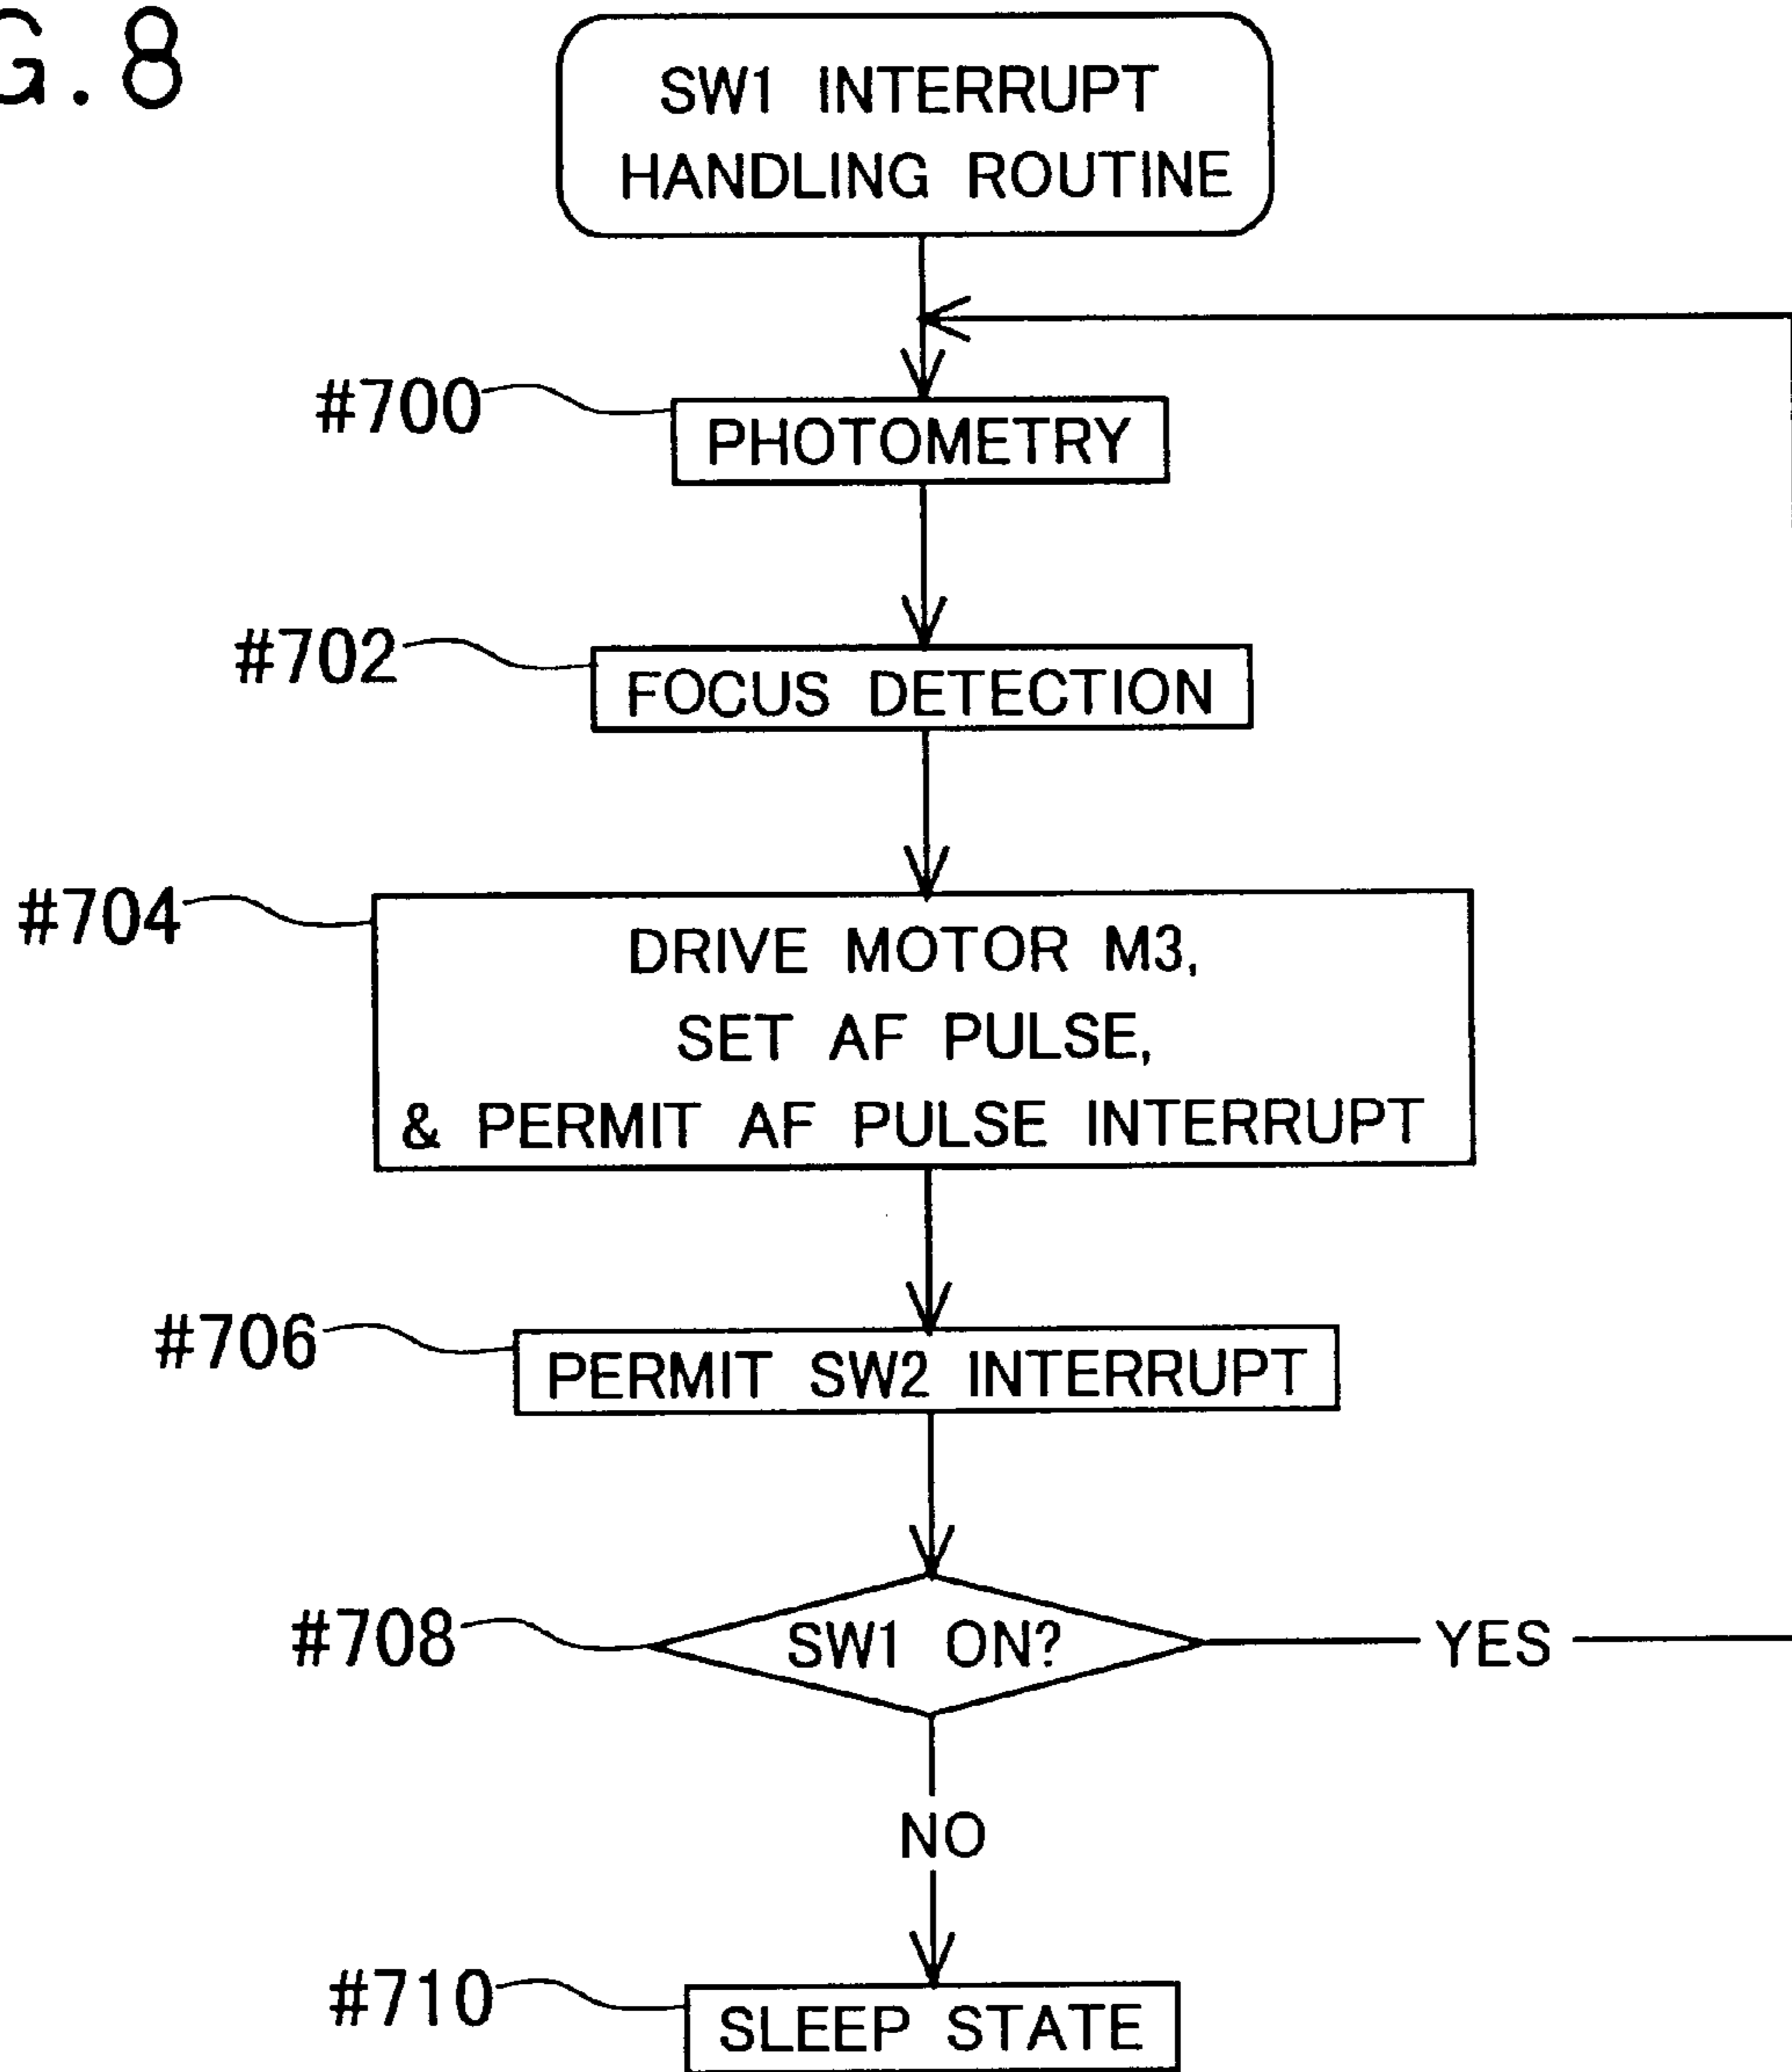 G.8
SW1 INTERRUPT
HANDLING ROUTINE
#700
PHOTOMETRY
#702
FOCUS DETECTION
#704
DRIVE MOTOR M3,
SET AF PULSE,
& PERMIT AF PULSE INTERRUPT
#706
PERMIT SW2 INTERRUPT
#708
SW1 ON?
YES
NO
#710
SLEEP STATE